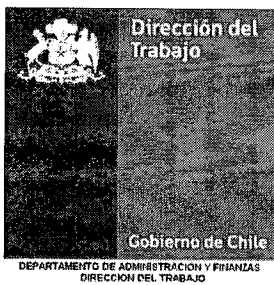 Dirección del
Trabajo
Gobierno de Chile
DEPARTAMENTO DE ADMINISTRACION Y FINANZAS
DIRECCION DEL TRABAJO